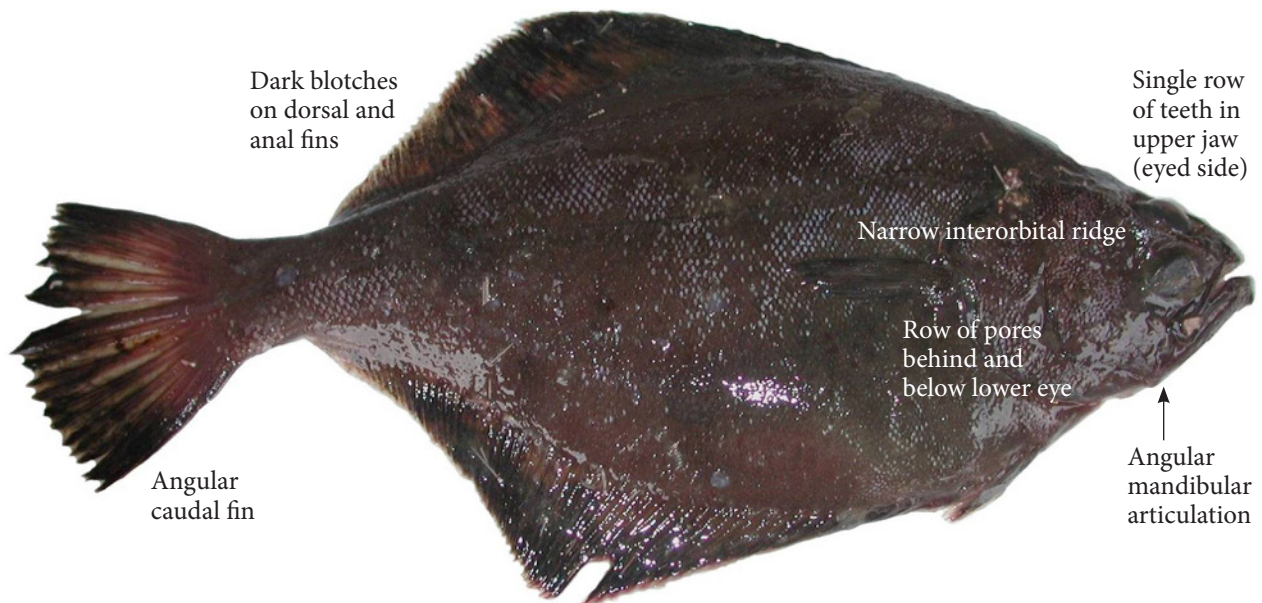 Dark blotches
on dorsal and
anal fins
Single row
of teeth in
upper jaw
(eyed side)
Narrow interorbital ridge
Row of pores
behind and
below lower eye
Angular
caudal fin
Angular
mandibular
articulation